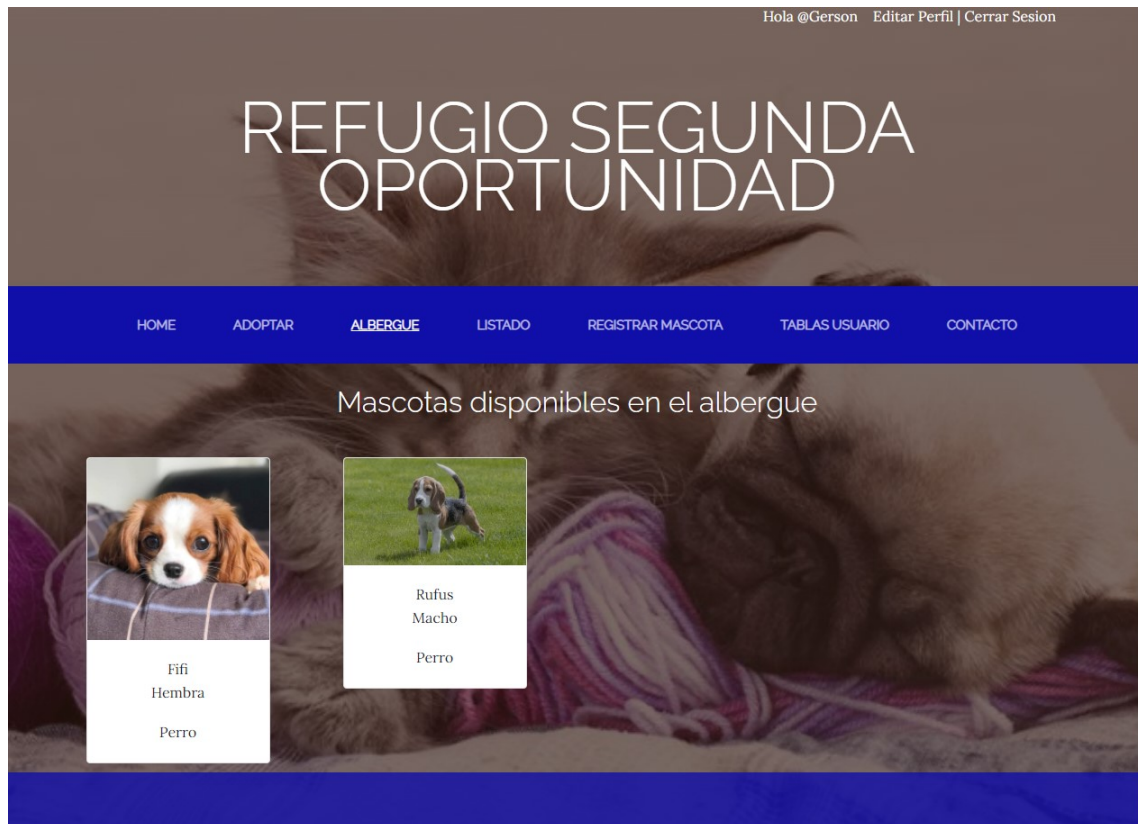 Hola @Gerson Editar Perfil | Cerrar Sesion
REFUGIO SEGUNDA
OPORTUNIDAD
HOME ADOPTAR ALBERGUE LISTADO REGISTRAR MASCOTA TABLAS USUARIO CONTACTO
Mascotas disponibles en el albergue
Fifi
Hembra
Perro
Rufus
Macho
Perro